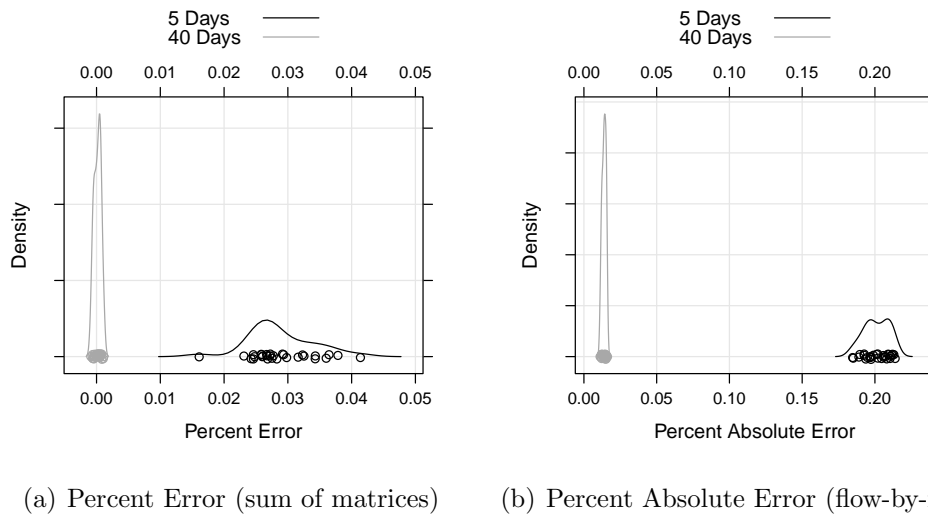 5 Days
40 Days
0.00 0.01 0.02 0.03 0.04 0.05
Density
0.00 0.01 0.02 0.03 0.04 0.05
Percent Error
(a) Percent Error (sum of matrices)
5 Days
40 Days
0.00 0.05 0.10 0.15 0.20
Density
0.00 0.05 0.10 0.15 0.20
Percent Absolute Error
(b) Percent Absolute Error (flow-by-